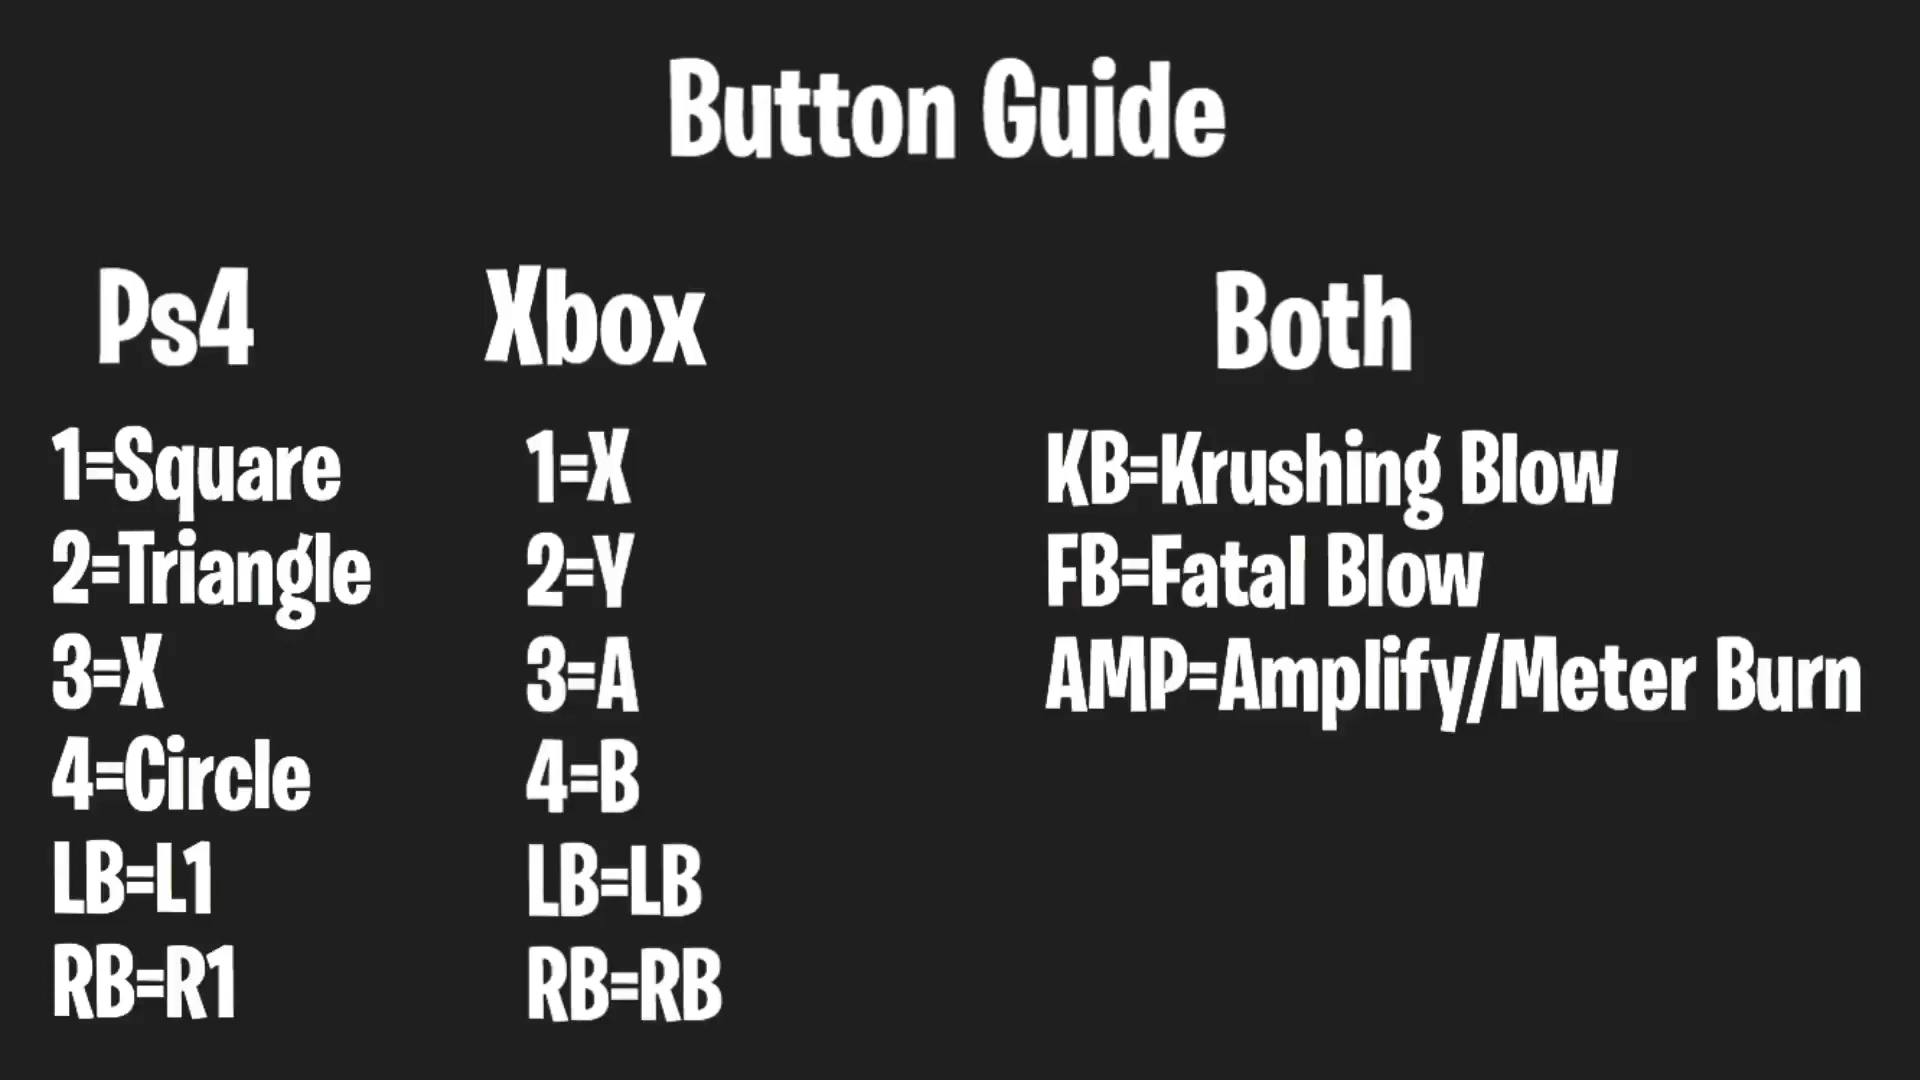 Button Guide
Ps4
1=Square
2=Triangle
3=X
4=Circle
LB=L1
RB=R1
Xbox
1=X
2=Y
3=A
4=B
LB=LB
RB=RB
Both
KB=Krushing Blow
FB=Fatal Blow
AMP=Amplify/Meter Burn